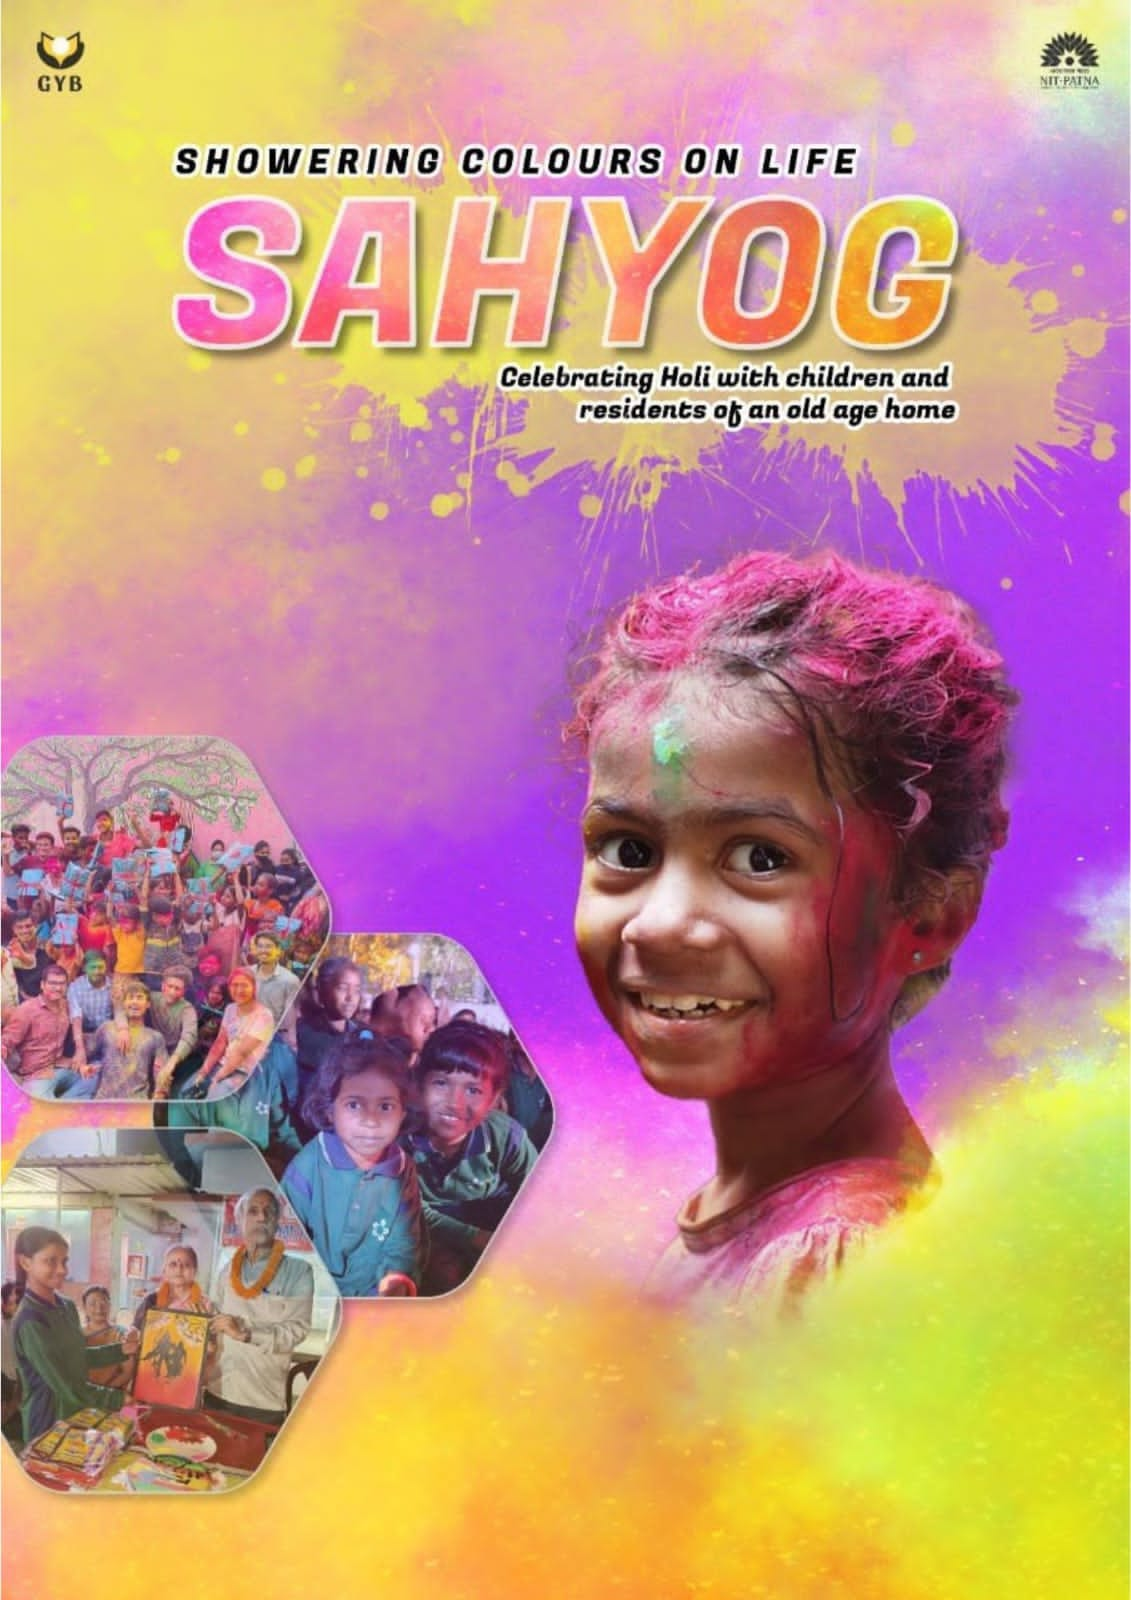 GYB
NIT-PATNA
SHOWERING COLOURS ON LIFE
SAHYOG
Celebrating Holi with children and
residents of an old age home